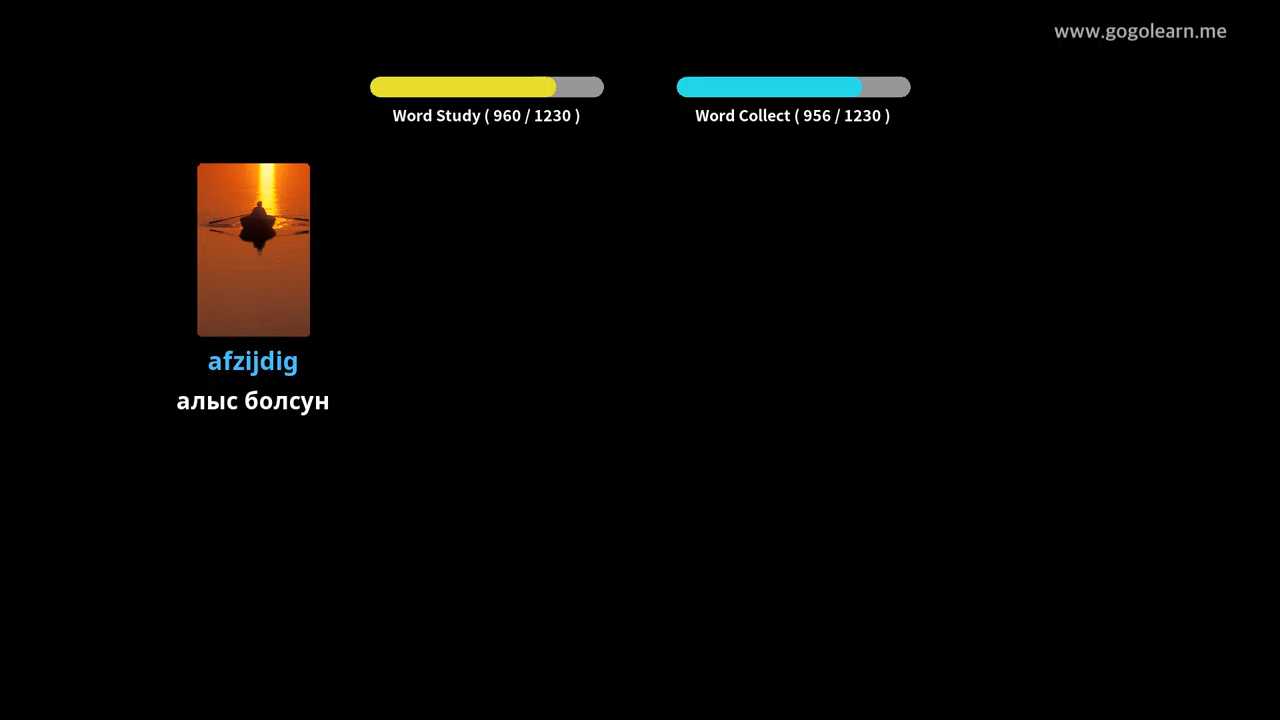 www.gogolearn.me
Word Study ( 960 / 1230 )
Word Collect ( 956 / 1230 )
afzijdig
алыс болсун